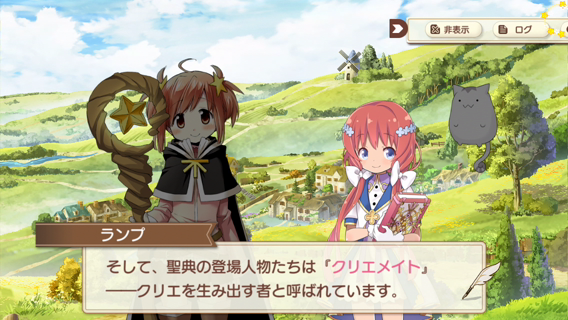 非表示
ログ
ランプ
そして、聖典の登場人物たちは『クリエメイト』
――クリエを生み出す者と呼ばれています。